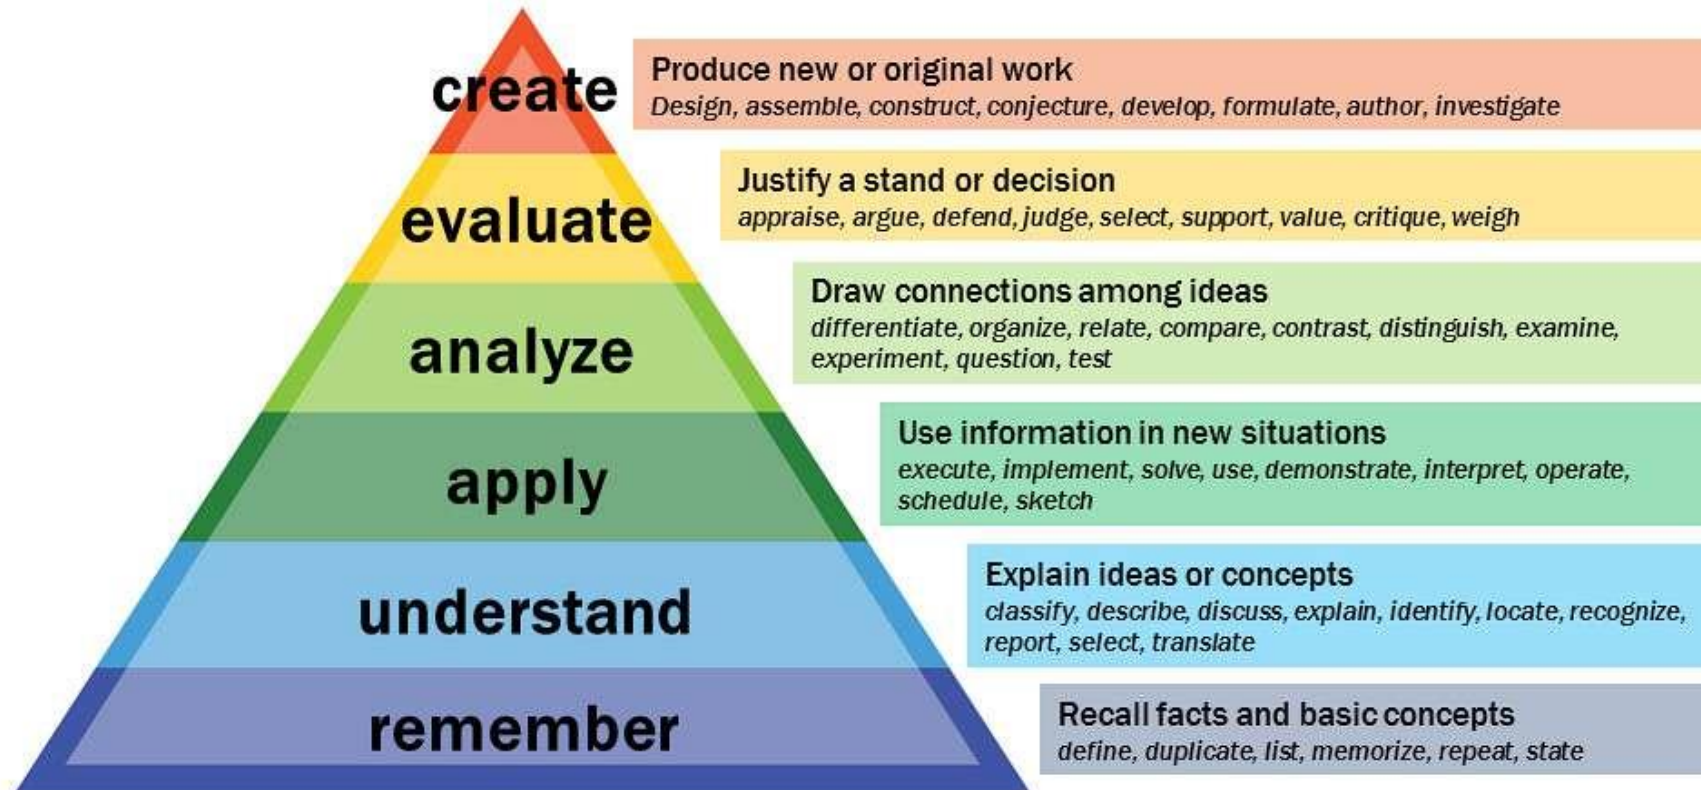 create
Produce new or original work
Design, assemble, construct, conjecture, develop, formulate, author, investigate
evaluate
Justify a stand or decision
appraise, argue, defend, judge, select, support, value, critique, weigh
analyze
Draw connections among ideas
differentiate, organize, relate, compare, contrast, distinguish, examine,
experiment, question, test
apply
Use information in new situations
execute, implement, solve, use, demonstrate, interpret, operate,
schedule, sketch
understand
Explain ideas or concepts
classify, describe, discuss, explain, identify, locate, recognize,
report, select, translate
remember
Recall facts and basic concepts
define, duplicate, list, memorize, repeat, state